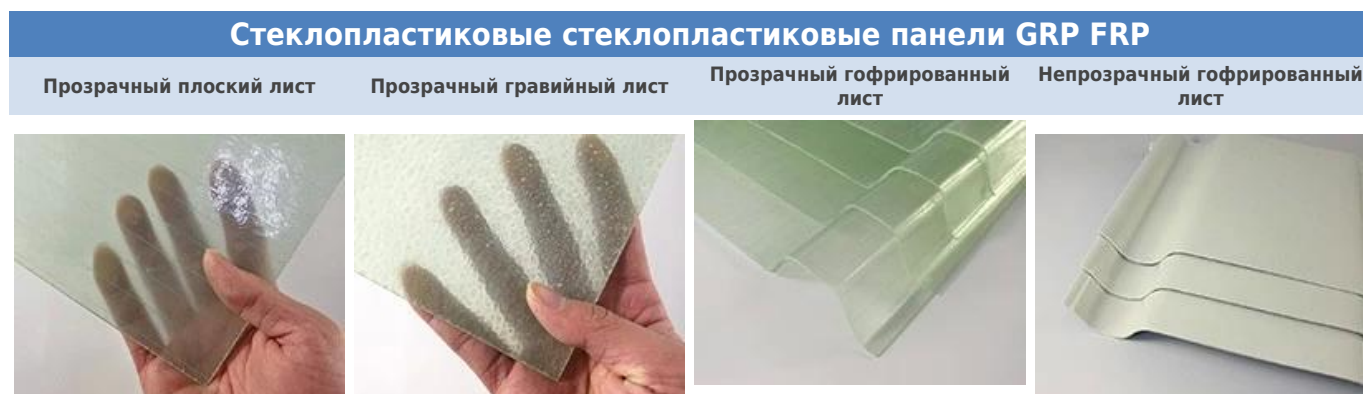 Стеклопластиковые стеклопластиковые панели GRP FRP
Прозрачный плоский лист
Прозрачный гравийный лист
Прозрачный гофрированный
лист
Непрозрачный гофрированный
лист